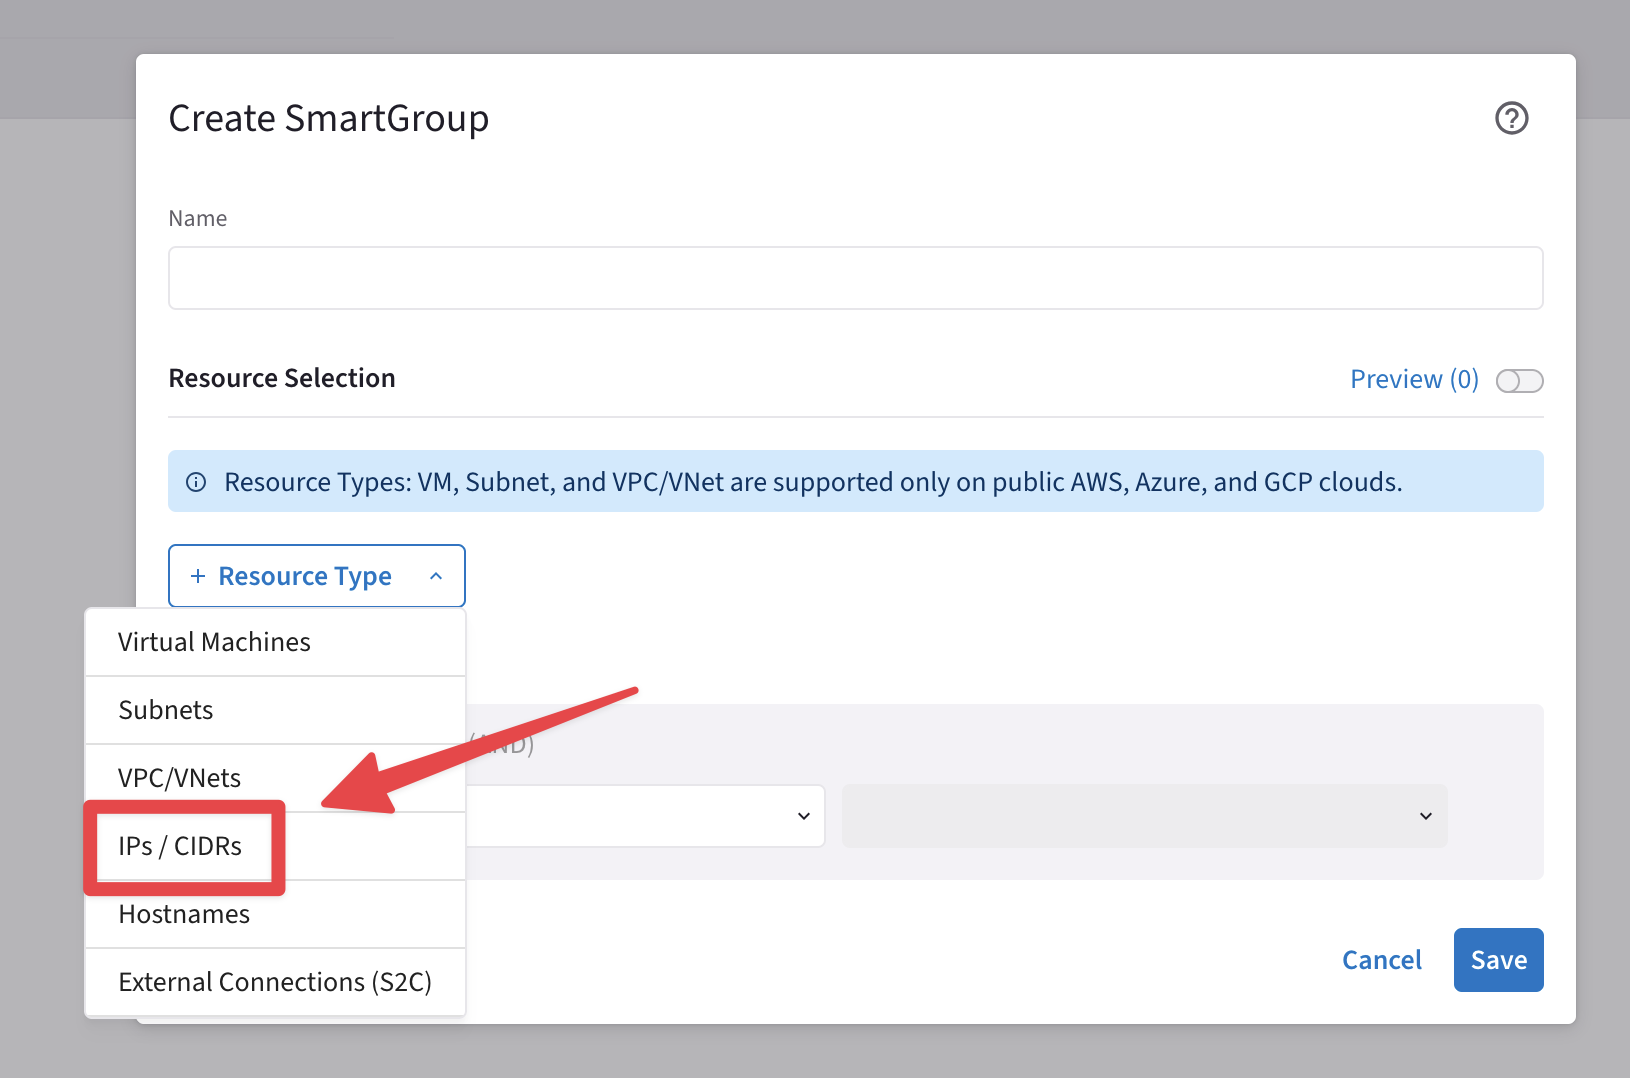 Create SmartGroup
Name
Resource Selection
Preview (0)
Resource Types: VM, Subnet, and VPC/VNet are supported only on public AWS, Azure, and GCP clouds.
+ Resource Type
Virtual Machines
Subnets
(AND)
VPC/VNets
IPs / CIDRs
Hostnames
External Connections (S2C)
Cancel
Save